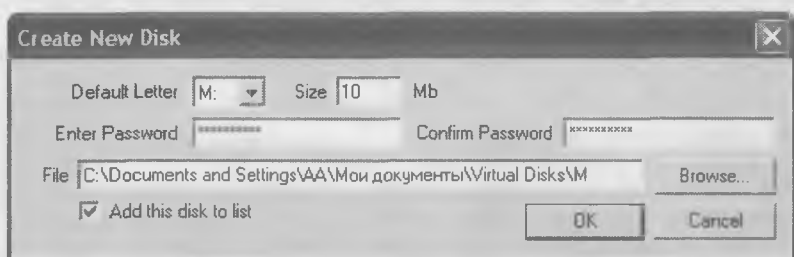 Create New Disk
Default Letter M: Size 10 Mb
Enter Password ********** Confirm Password **********
File C:\Documents and Settings\AA\Мои документы\Virtual Disks\M Browse...
Add this disk to list OK Cancel